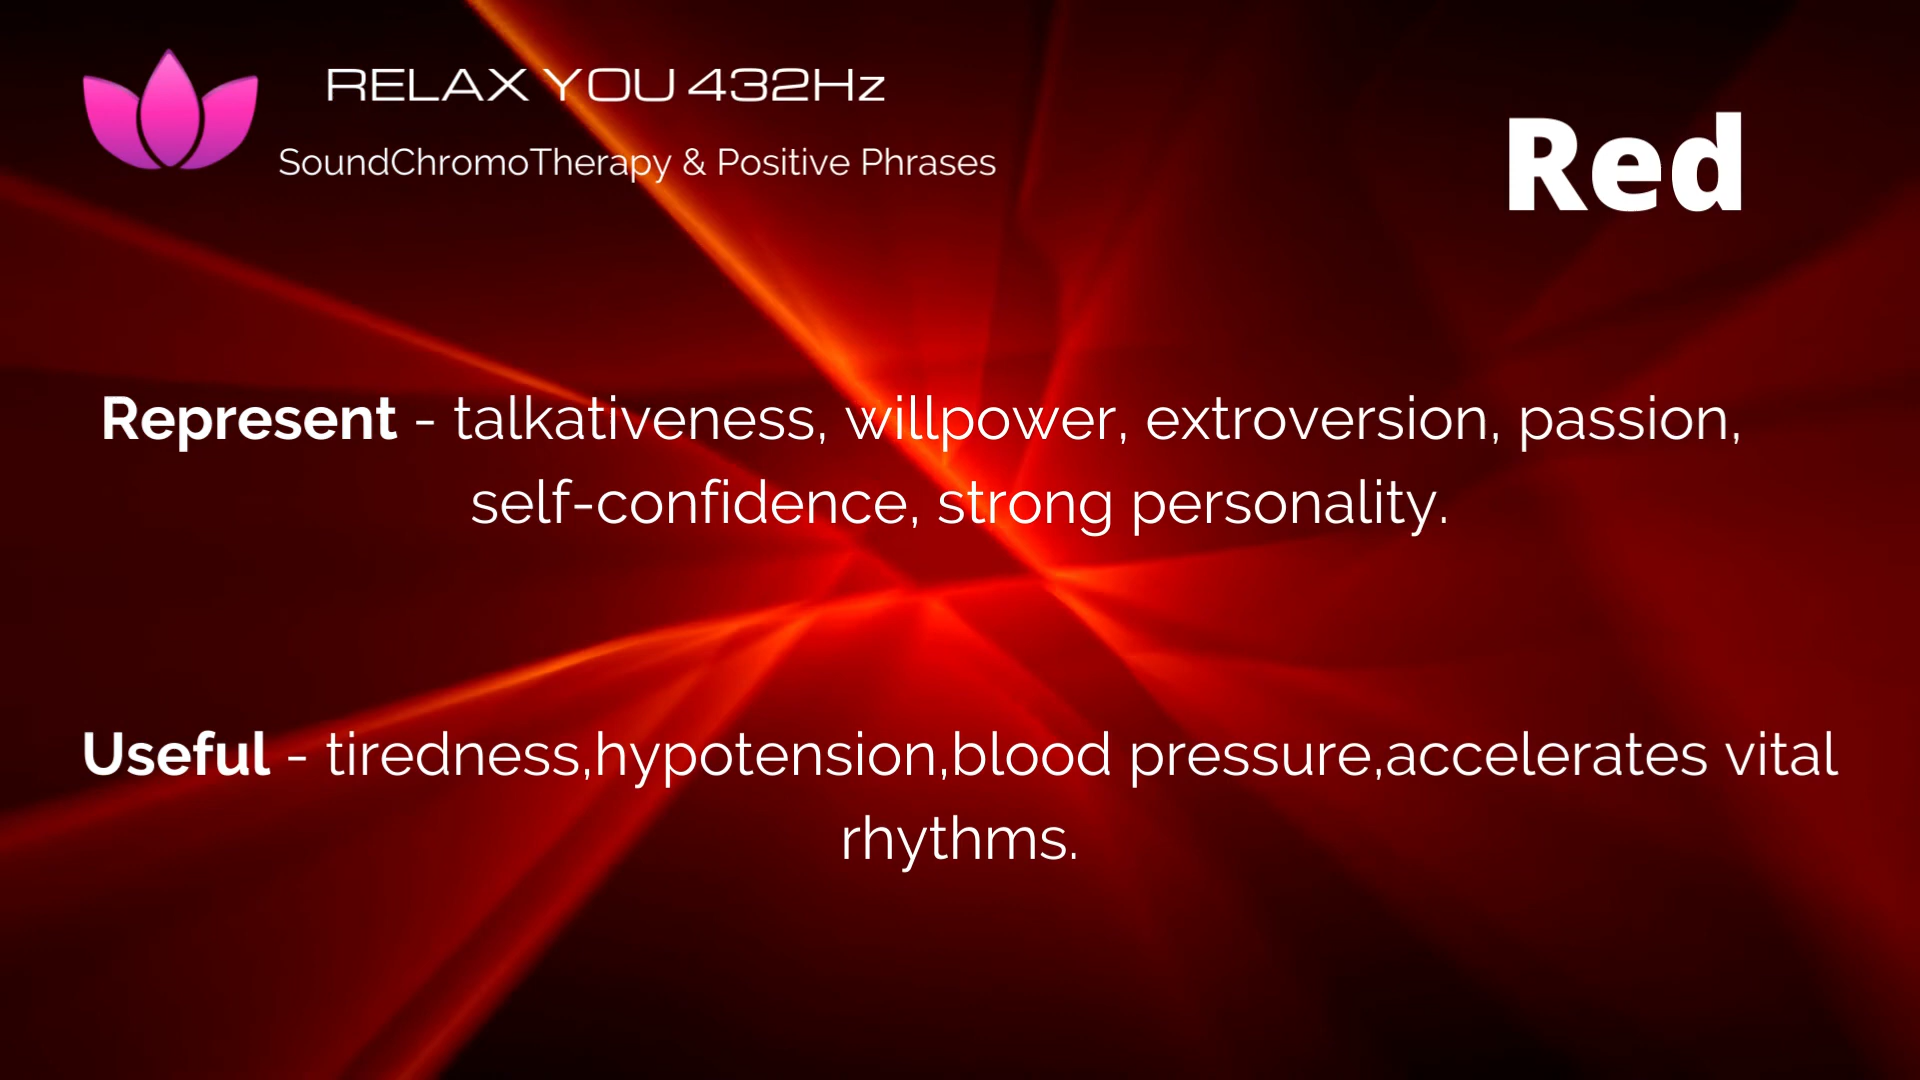 RELAX YOU 432Hz
SoundChromoTherapy & Positive Phrases
Red
Represent - talkativeness, willpower, extroversion, passion,
self-confidence, strong personality.
Useful - tiredness,hypotension,blood pressure,accelerates vital
rhythms.